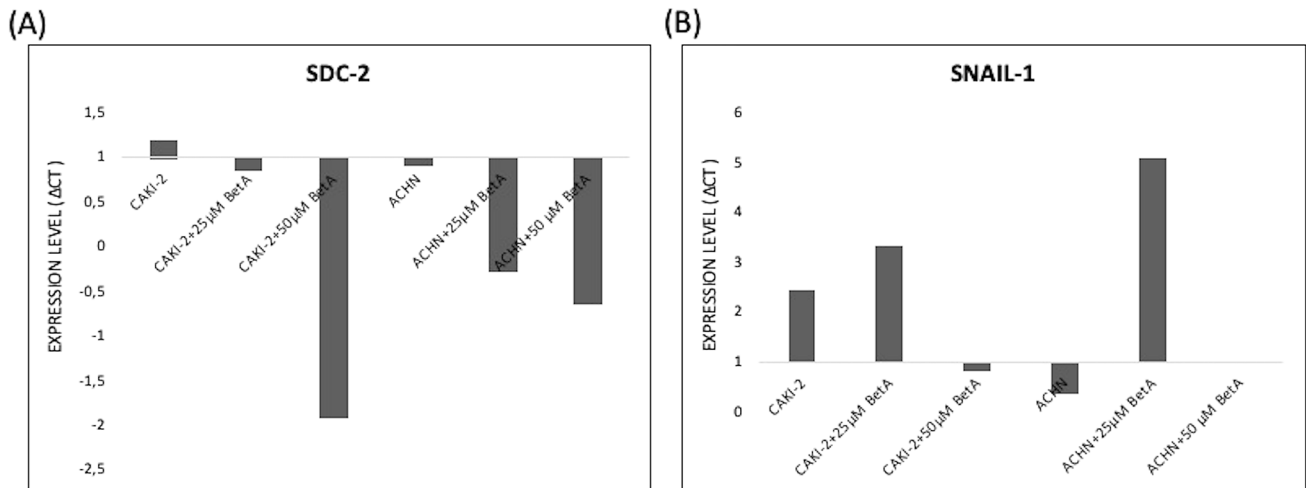 (A)
SDC-2
EXPRESSION LEVEL (ΔCT )
1,5
1
0,5
0
-0,5
-1
-1,5
-2
-2,5
CAKI-2
CAKI-2+25µM BetA
CAKI-2+50µM BetA
ACHN
ACHN+25µM BetA
ACHN+50 µM BetA
(B)
SNAIL-1
EXPRESSION LEVEL ( ΔCT )
6
5
4
3
2
1
0
CAKI-2
CAKI-2+25µM BetA
CAKI-2+50µM BetA
ACHN
ACHN+25µM BetA
ACHN+50 µM BetA